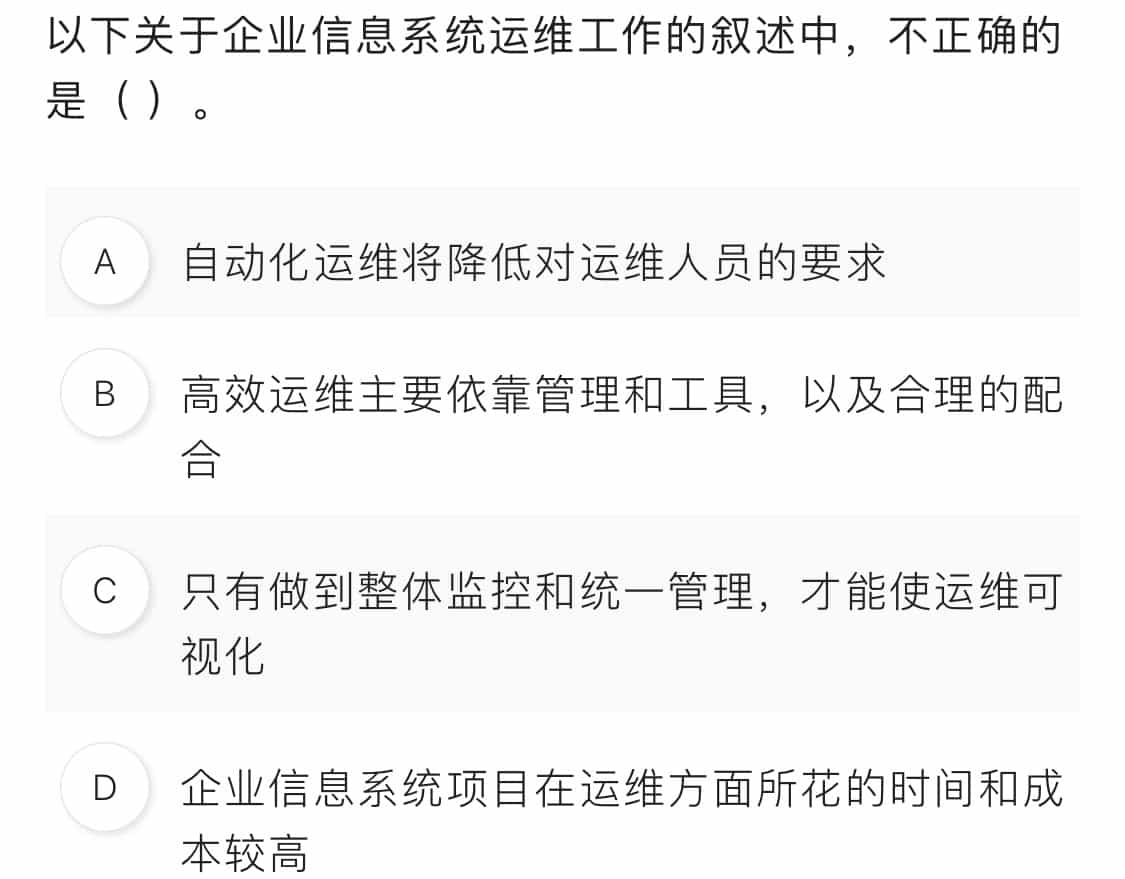 以下关于企业信息系统运维工作的叙述中，不正确的
是（ ）。
A 自动化运维将降低对运维人员的要求
B 高效运维主要依靠管理和工具，以及合理的配
合
C 只有做到整体监控和统一管理，才能使运维可
视化
D 企业信息系统项目在运维方面所花的时间和成
本较高